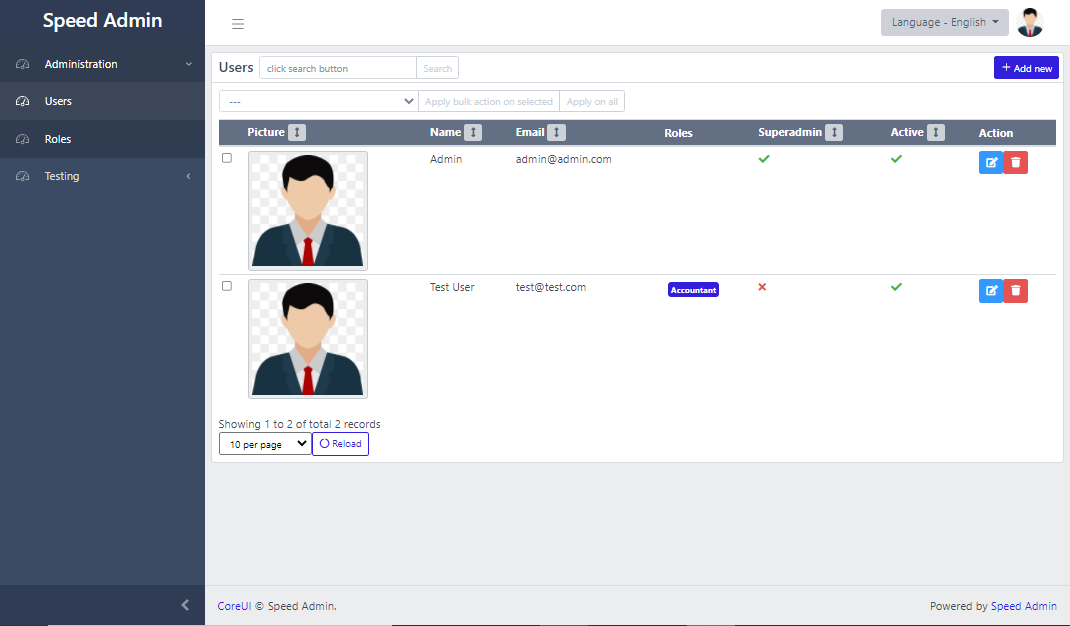 Speed Admin
Language - English
Administration
Users
Roles
Testing
Users click search button Search + Add new
--- Apply bulk action on selected Apply on all
Picture Name Email Roles Superadmin Active Action
Admin admin@admin.com
Test User test@test.com Accountant
Showing 1 to 2 of total 2 records
10 per page Reload
CoreUI © Speed Admin. Powered by Speed Admin